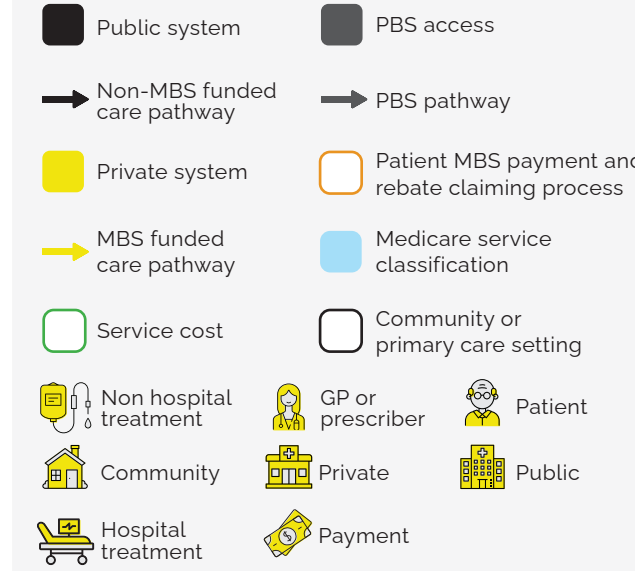 Public system
PBS access
Non-MBS funded
care pathway
PBS pathway
Private system
Patient MBS payment and
rebate claiming process
MBS funded
care pathway
Medicare service
classification
Service cost
Community or
primary care setting
Non hospital
treatment
GP or
prescriber
Patient
Community
Private
Public
Hospital
treatment
Payment